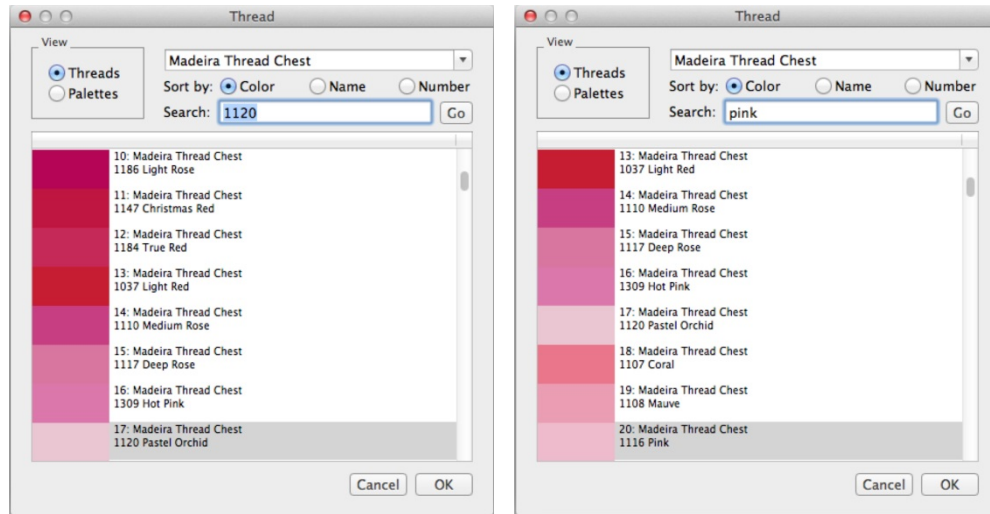 Thread
View
Threads
Palettes
Madeira Thread Chest
Sort by: Color Name Number
Search: 1120 Go
10: Madeira Thread Chest
1186 Light Rose
11: Madeira Thread Chest
1147 Christmas Red
12: Madeira Thread Chest
1184 True Red
13: Madeira Thread Chest
1037 Light Red
14: Madeira Thread Chest
1110 Medium Rose
15: Madeira Thread Chest
1117 Deep Rose
16: Madeira Thread Chest
1309 Hot Pink
17: Madeira Thread Chest
1120 Pastel Orchid
Cancel OK
Thread
View
Threads
Palettes
Madeira Thread Chest
Sort by: Color Name Number
Search: pink Go
13: Madeira Thread Chest
1037 Light Red
14: Madeira Thread Chest
1110 Medium Rose
15: Madeira Thread Chest
1117 Deep Rose
16: Madeira Thread Chest
1309 Hot Pink
17: Madeira Thread Chest
1120 Pastel Orchid
18: Madeira Thread Chest
1107 Coral
19: Madeira Thread Chest
1108 Mauve
20: Madeira Thread Chest
1116 Pink
Cancel OK